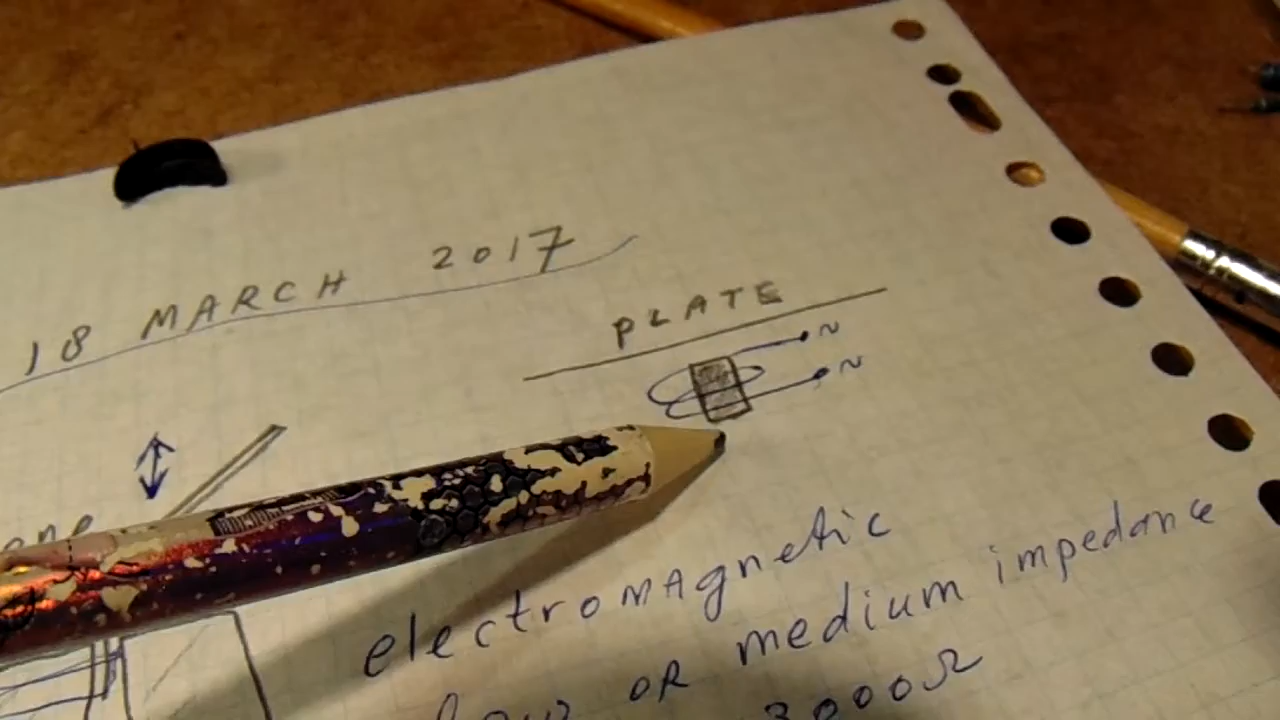 18 MARCH 2017
PLATE
~
~
electromagnetic
low or medium impedance
3000Ω